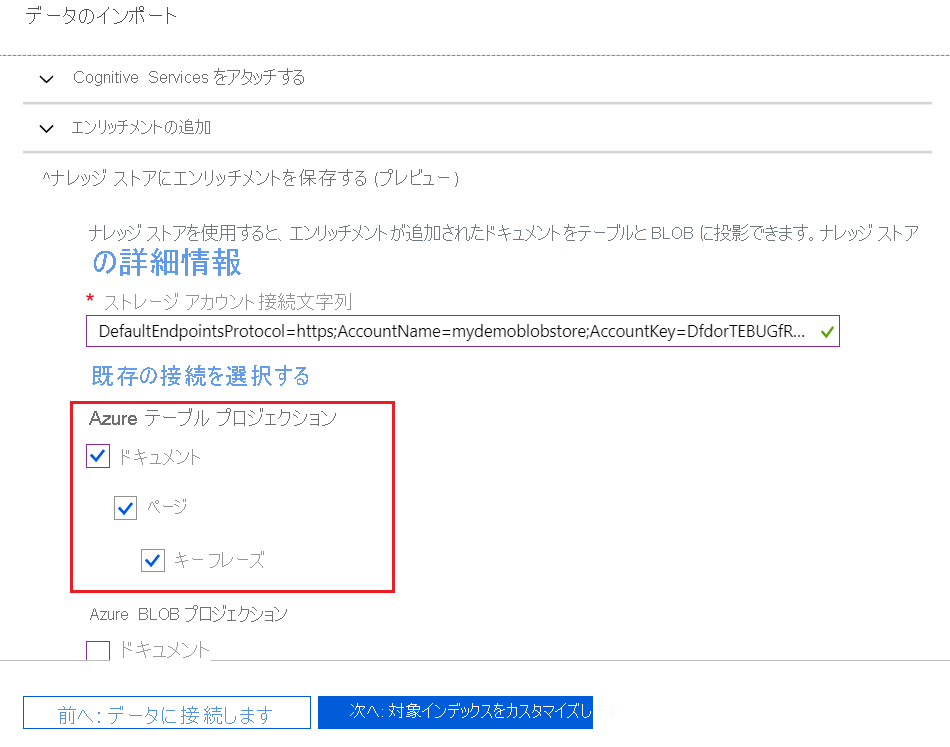 データのインポート
Cognitive Services をアタッチする
エンリッチメントの追加
^ナレッジ ストアにエンリッチメントを保存する (プレビュー)
ナレッジ ストアを使用すると、エンリッチメントが追加されたドキュメントをテーブルと BLOB に投影できます。ナレッジ ストア
の詳細情報
* ストレージ アカウント接続文字列
DefaultEndpointsProtocol=https;AccountName=mydemoblobstore;AccountKey=DfdorTEBUGfR...
既存の接続を選択する
Azure テーブル プロジェクション
ドキュメント
ページ
キー フレーズ
Azure BLOB プロジェクション
ドキュメント
前へ: データに接続します
次へ: 対象インデックスをカスタマイズし